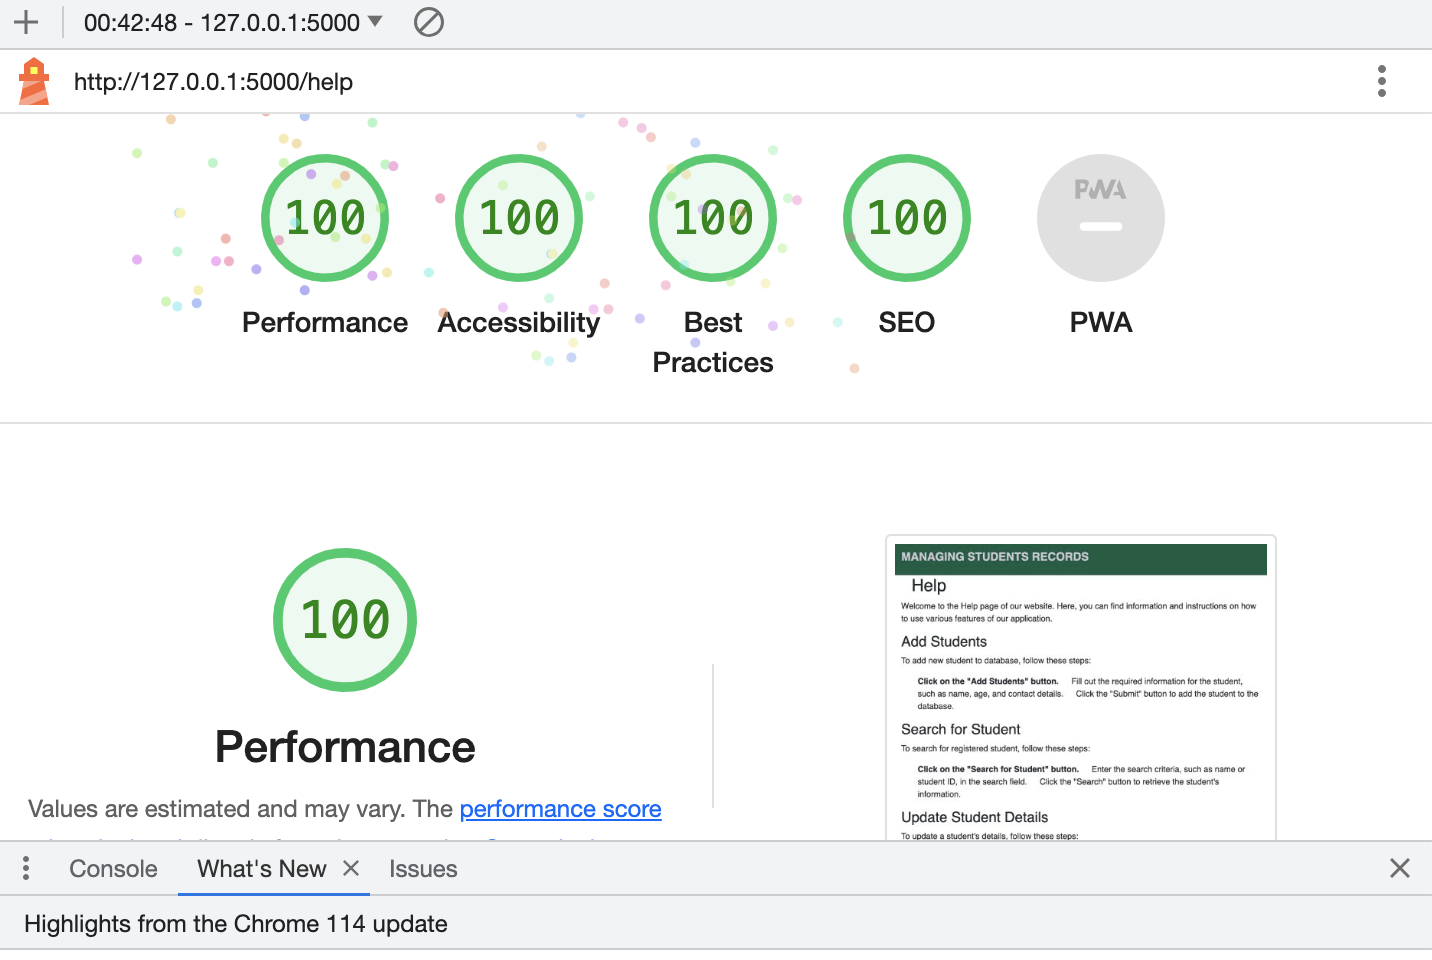 00:42:48 - 127.0.0.1:5000
http://127.0.0.1:5000/help
100 100 100 100 PWA
Performance Accessibility Best Practices SEO PWA
100
Performance
Values are estimated and may vary. The performance score
MANAGING STUDENTS RECORDS
Help
Welcome to the Help page of our website. Here, you can find information and instructions on how
to use various features of our application.
Add Students
To add new student to database, follow these steps:
Click on the "Add Students" button. Fill out the required information for the student,
such as name, age, and contact details. Click the "Submit" button to add the student to the
database.
Search for Student
To search for registered student, follow these steps:
Click on the "Search for Student" button. Enter the search criteria, such as name or
student ID, in the search field. Click the "Search" button to retrieve the student's
information.
Update Student Details
To update a student's details, follow these steps:
Console What's New Issues
Highlights from the Chrome 114 update